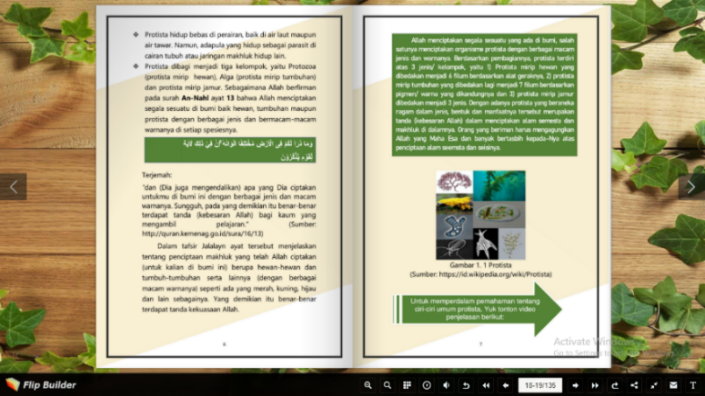 ❖ Protista hidup bebas di perairan, baik di air laut maupun
air tawar. Namun, adapula yang hidup sebagai parasit di
cairan tubuh atau jaringan makhluk hidup lain.
❖ Protista dibagi menjadi tiga kelompok, yaitu Protozoa
(protista mirip hewan), Alga (protista mirip tumbuhan)
dan protista mirip jamur. Sebagaimana Allah berfirman
pada surah An-Nahl ayat 13 bahwa Allah menciptakan
segala sesuatu di bumi baik hewan, tumbuhan maupun
protista dengan berbagai jenis dan bermacam-macam
warnanya di setiap spesiesnya.
وَمَا ذَرَاَ لَكُمْ فِى الْاَرْضِ مُخْتَلِفًا اَلْوَانُهٗ ۗاِنَّ فِيْ ذٰلِكَ لَاٰيَةً
لِّقَوْمٍ يَّذَّكَّرُوْنَ
Terjemah:
"dan (Dia juga mengendalikan) apa yang Dia ciptakan
untukmu di bumi ini dengan berbagai jenis dan macam
warnanya. Sungguh, pada yang demikian itu benar-benar
terdapat tanda (kebesaran Allah) bagi kaum yang
mengambil pelajaran." (Sumber:
http://quran.kemenag.go.id/sura/16/13)
Dalam tafsir Jalalayn ayat tersebut menjelaskan
tentang penciptaan makhluk yang telah Allah ciptakan
(untuk kalian di bumi ini) berupa hewan-hewan dan
tumbuh-tumbuhan serta lainnya (dengan berbagai
macam warnanya) seperti ada yang merah, kuning, hijau
dan lain sebagainya. Yang demikian itu benar-benar
terdapat tanda kekuasaan Allah.
6
Allah menciptakan segala sesuatu yang ada di bumi, salah
satunya menciptakan organisme protista dengan berbagai macam
jenis dan warnanya. Berdasarkan pembagiannya, protista terdiri
atas 3 jenis/ kelompok, yaitu 1) Protista mirip hewan yang
dibedakan menjadi 4 filum berdasarkan alat geraknya, 2) protista
mirip tumbuhan yang dibedakan lagi menjadi 7 filum berdasarkan
pigmen/ warna yang dikandungnya dan 3) protista mirip jamur
dibedakan menjadi 3 jenis. Dengan adanya protista yang beraneka
ragam dalam jenis, bentuk dan manfaatnya tersebut merupakan
tanda (kebesaran Allah) dalam menciptakan alam semesta dan
makhluk di dalamnya. Orang yang beriman harus mengagungkan
Allah yang Maha Esa dan banyak bertasbih kepada-Nya atas
penciptaan alam semesta dan seisinya.
Gambar 1. 1 Protista
(Sumber: https://id.wikipedia.org/wiki/Protista)
Untuk memperdalam pemahaman tentang
ciri-ciri umum protista, Yuk tonton video
penjelasan berikut:
7
Activate Windows
Go to Settings
Flip Builder
18-19/135